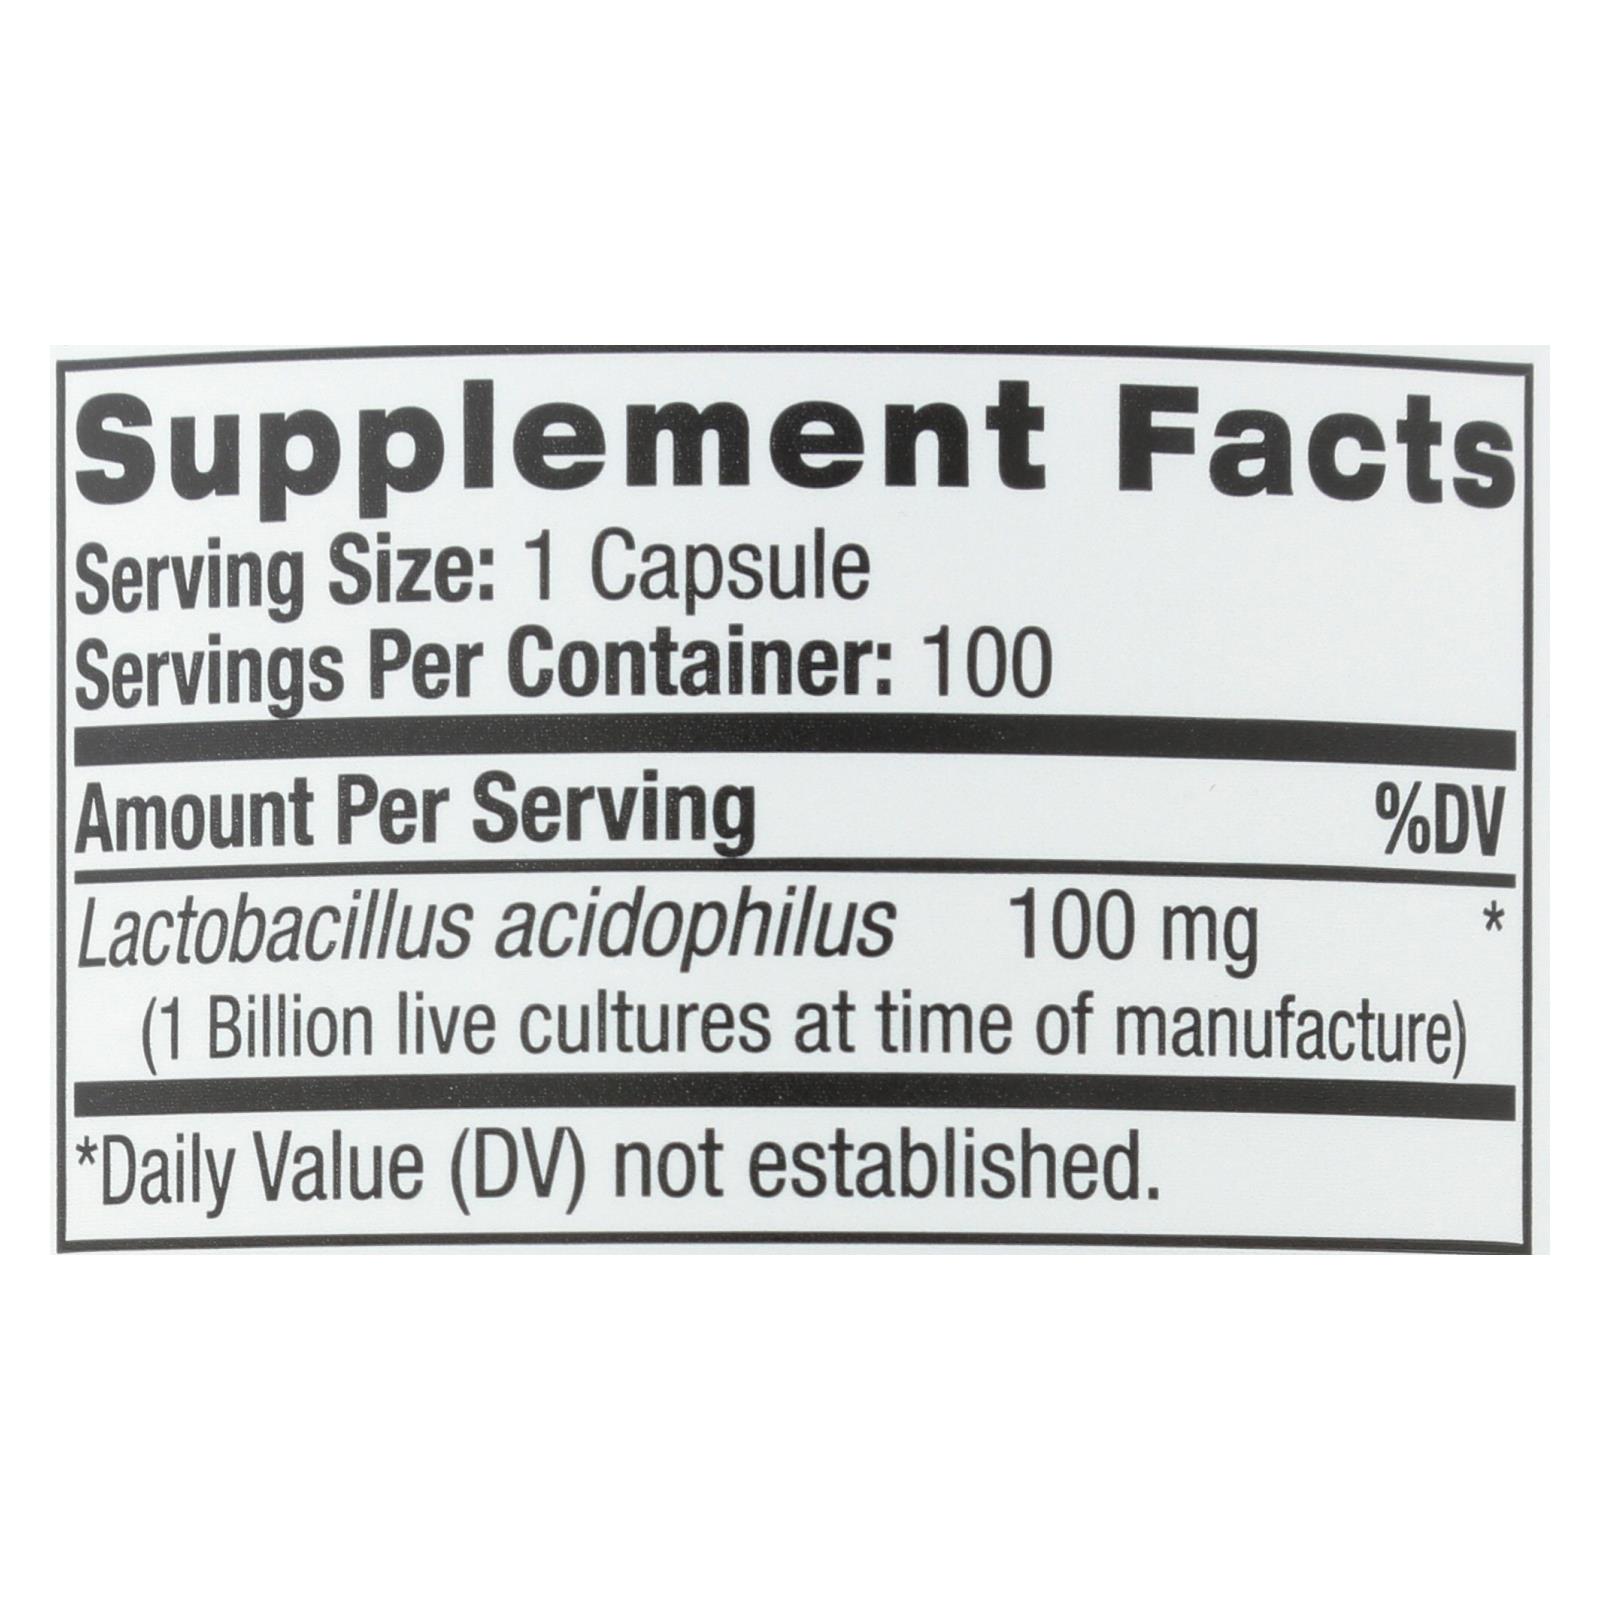 Supplement Facts
Serving Size: 1 Capsule
Servings Per Container: 100
Amount Per Serving %DV
Lactobacillus acidophilus 100 mg *
(1 Billion live cultures at time of manufacture)
*Daily Value (DV) not established.